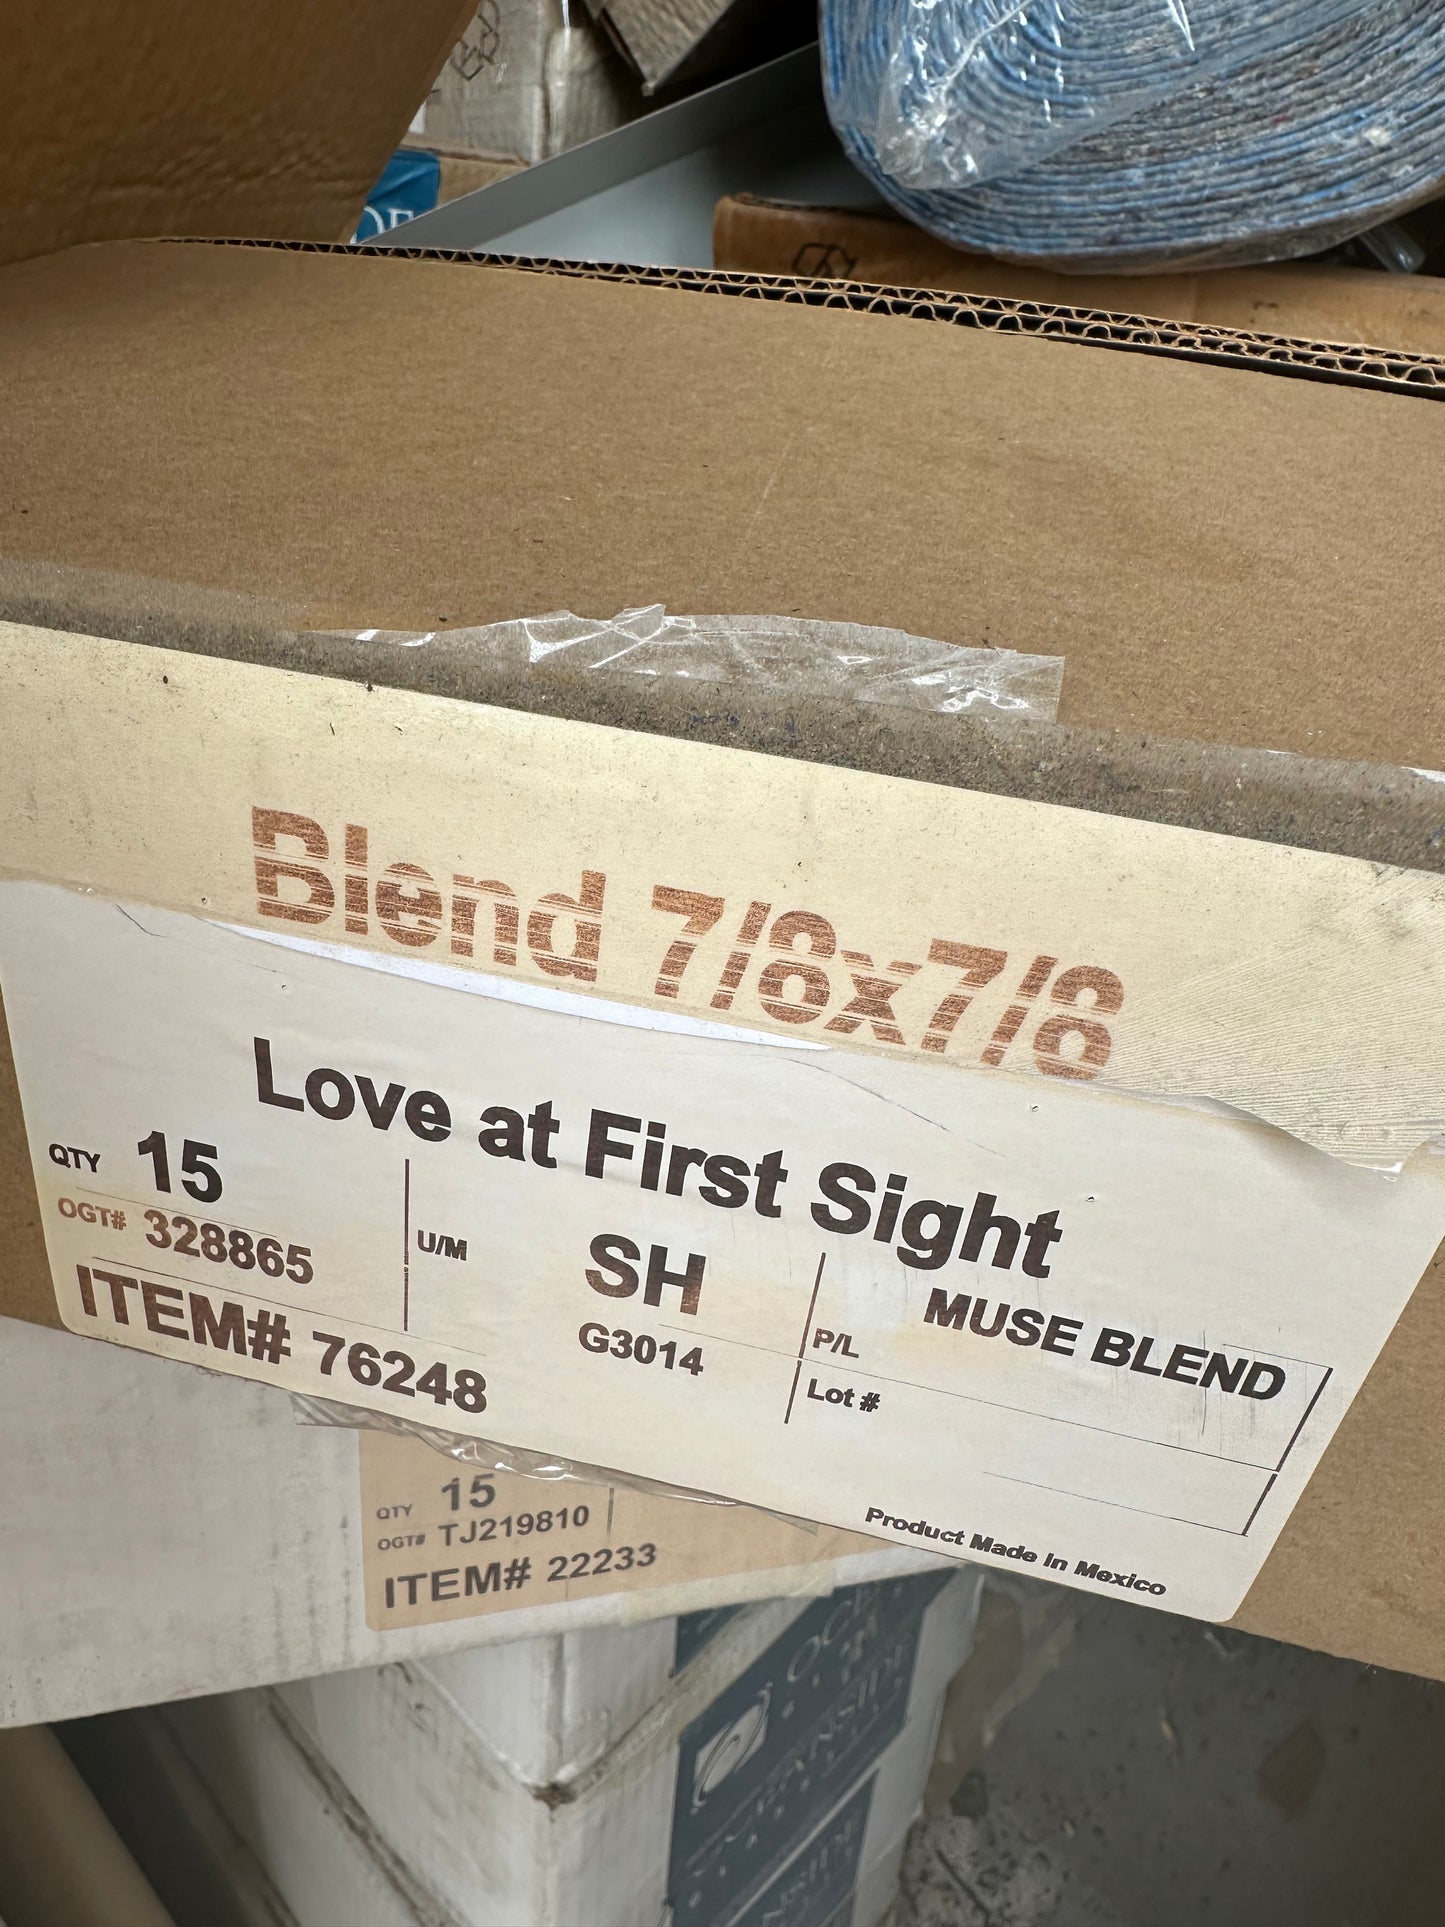 Blend 7/8x7/8
Love at First Sight
QTY 15
OGT# 328865
ITEM# 76248
U/M
SH
G3014
P/L
MUSE BLEND
Lot #
Product Made In Mexico
QTY 15
OGT# TJ219810
ITEM# 22233